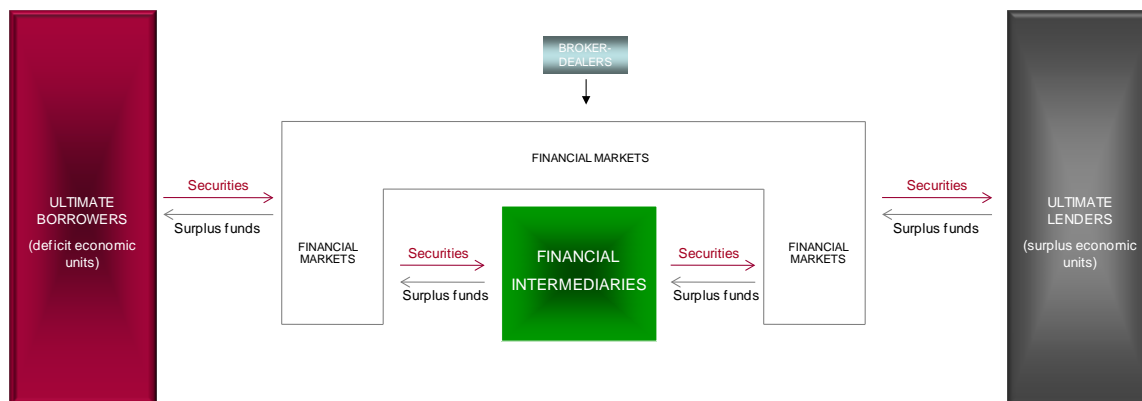 BROKER-
DEALERS
FINANCIAL MARKETS
Securities
Surplus funds
ULTIMATE
BORROWERS
(deficit economic
units)
FINANCIAL
MARKETS
Securities
Surplus funds
FINANCIAL
INTERMEDIARIES
Securities
Surplus funds
FINANCIAL
MARKETS
Securities
Surplus funds
ULTIMATE
LENDERS
(surplus economic
units)